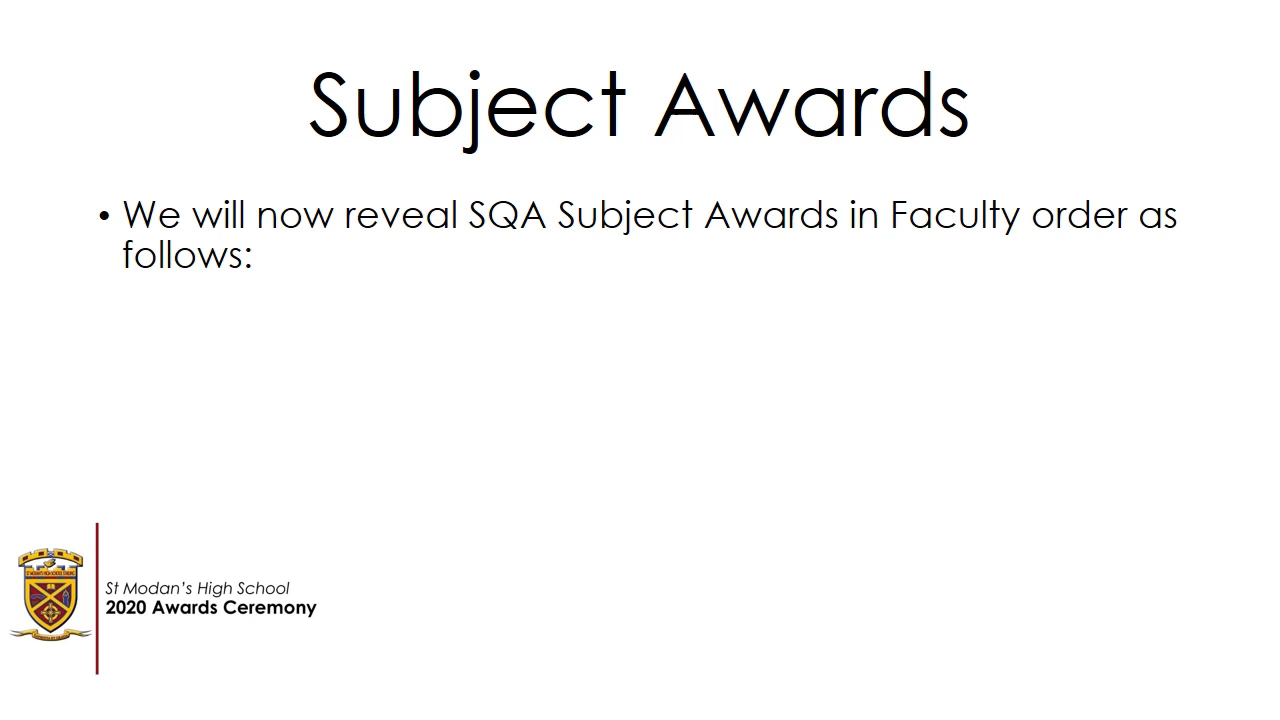 Subject Awards
• We will now reveal SQA Subject Awards in Faculty order as
follows:
St Modan's High School
2020 Awards Ceremony